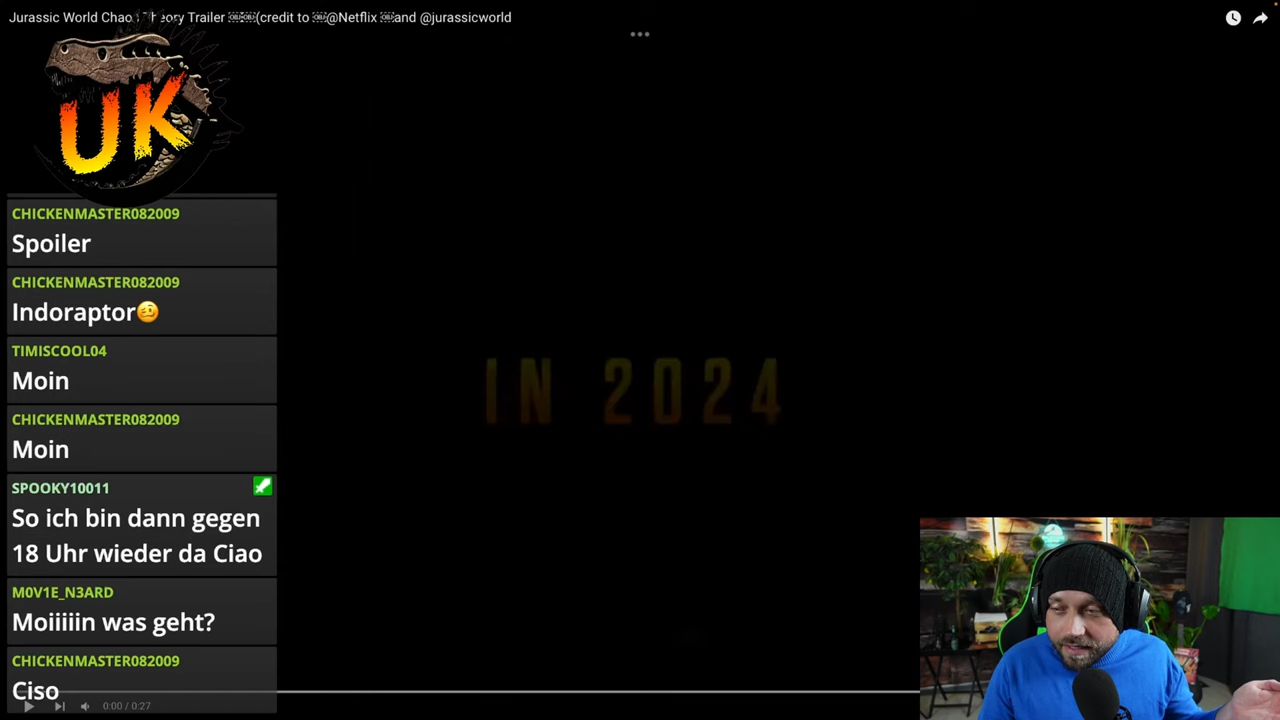 Jurassic World Chaos Theory Trailer (credit to @Netflix and @jurassicworld
UK
CHICKENMASTER082009
Spoiler
CHICKENMASTER082009
Indoraptor🤨
TIMISCOOL04
Moin
CHICKENMASTER082009
Moin
SPOOKY10011
So ich bin dann gegen
18 Uhr wieder da Ciao
M0V1E_N3ARD
Moiiiiin was geht?
CHICKENMASTER082009
Ciso
IN 2024
0:00 / 0:27